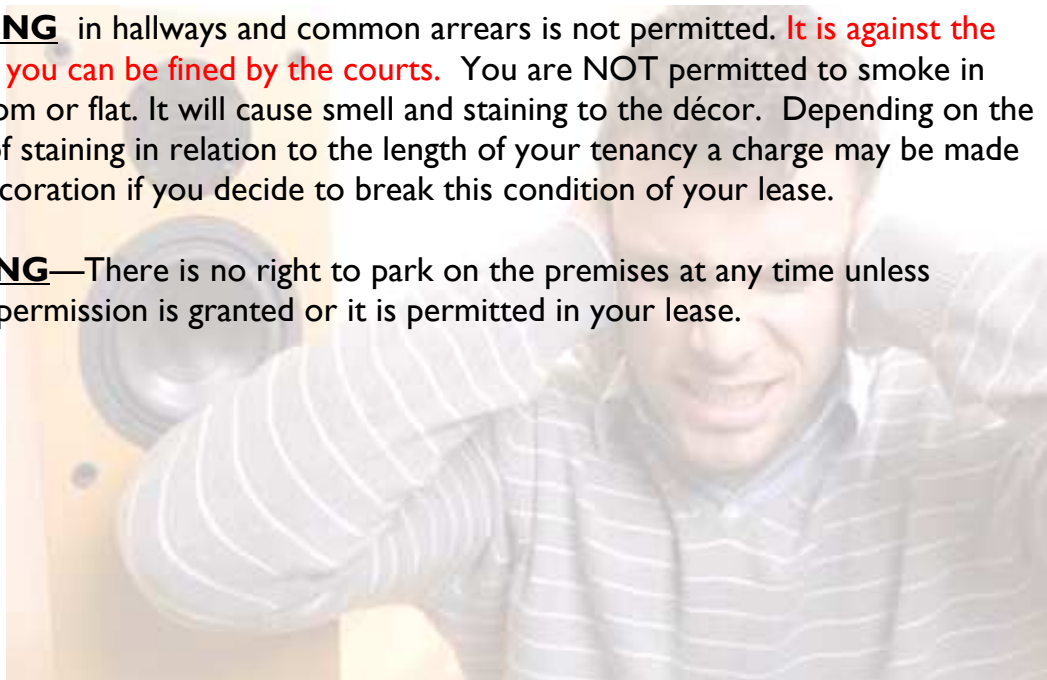 NG in hallways and common arrears is not permitted. It is against the
you can be fined by the courts. You are NOT permitted to smoke in
om or flat. It will cause smell and staining to the décor. Depending on the
f staining in relation to the length of your tenancy a charge may be made
coration if you decide to break this condition of your lease.
NG—There is no right to park on the premises at any time unless
permission is granted or it is permitted in your lease.